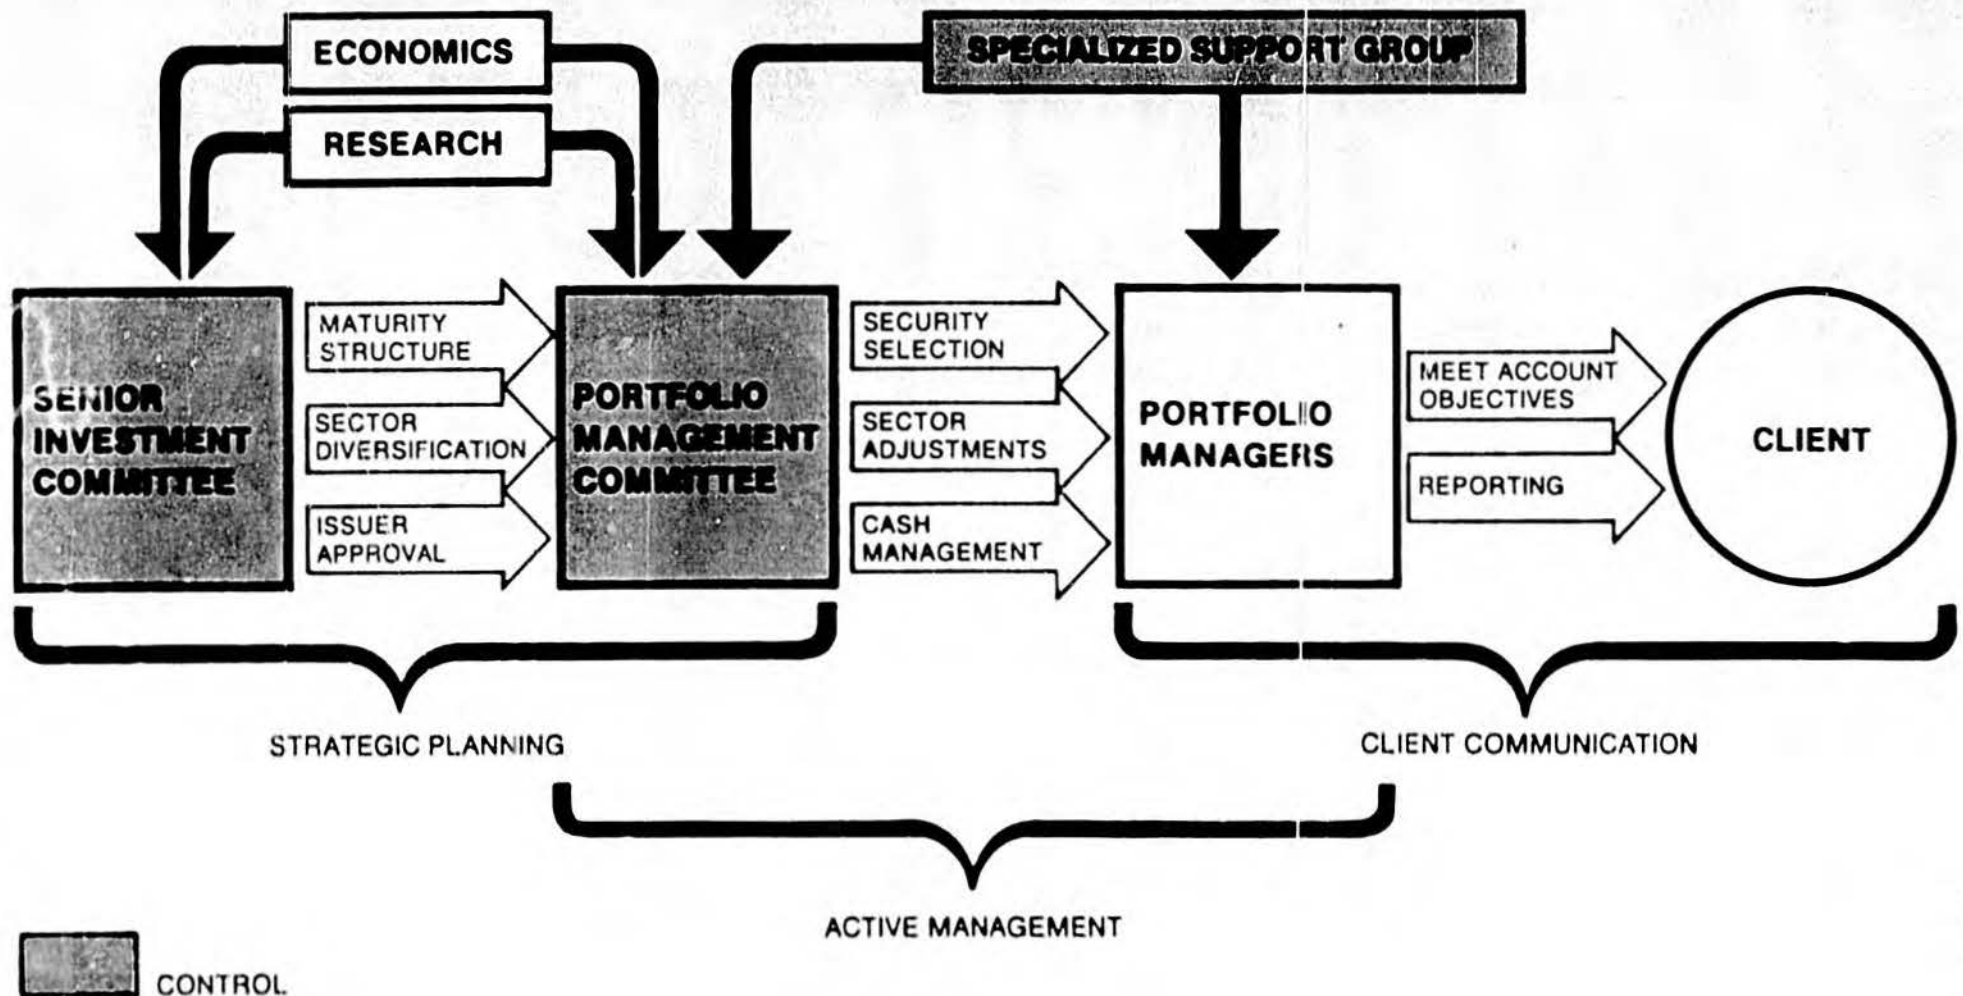 ECONOMICS
RESEARCH
SPECIALIZED SUPPORT GROUP
SENIOR
INVESTMENT
COMMITTEE
MATURITY
STRUCTURE
SECTOR
DIVERSIFICATION
ISSUER
APPROVAL
PORTFOLIO
MANAGEMENT
COMMITTEE
SECURITY
SELECTION
SECTOR
ADJUSTMENTS
CASH
MANAGEMENT
PORTFOLIO
MANAGERS
MEET ACCOUNT
OBJECTIVES
REPORTING
CLIENT
STRATEGIC PLANNING
CLIENT COMMUNICATION
ACTIVE MANAGEMENT
CONTROL